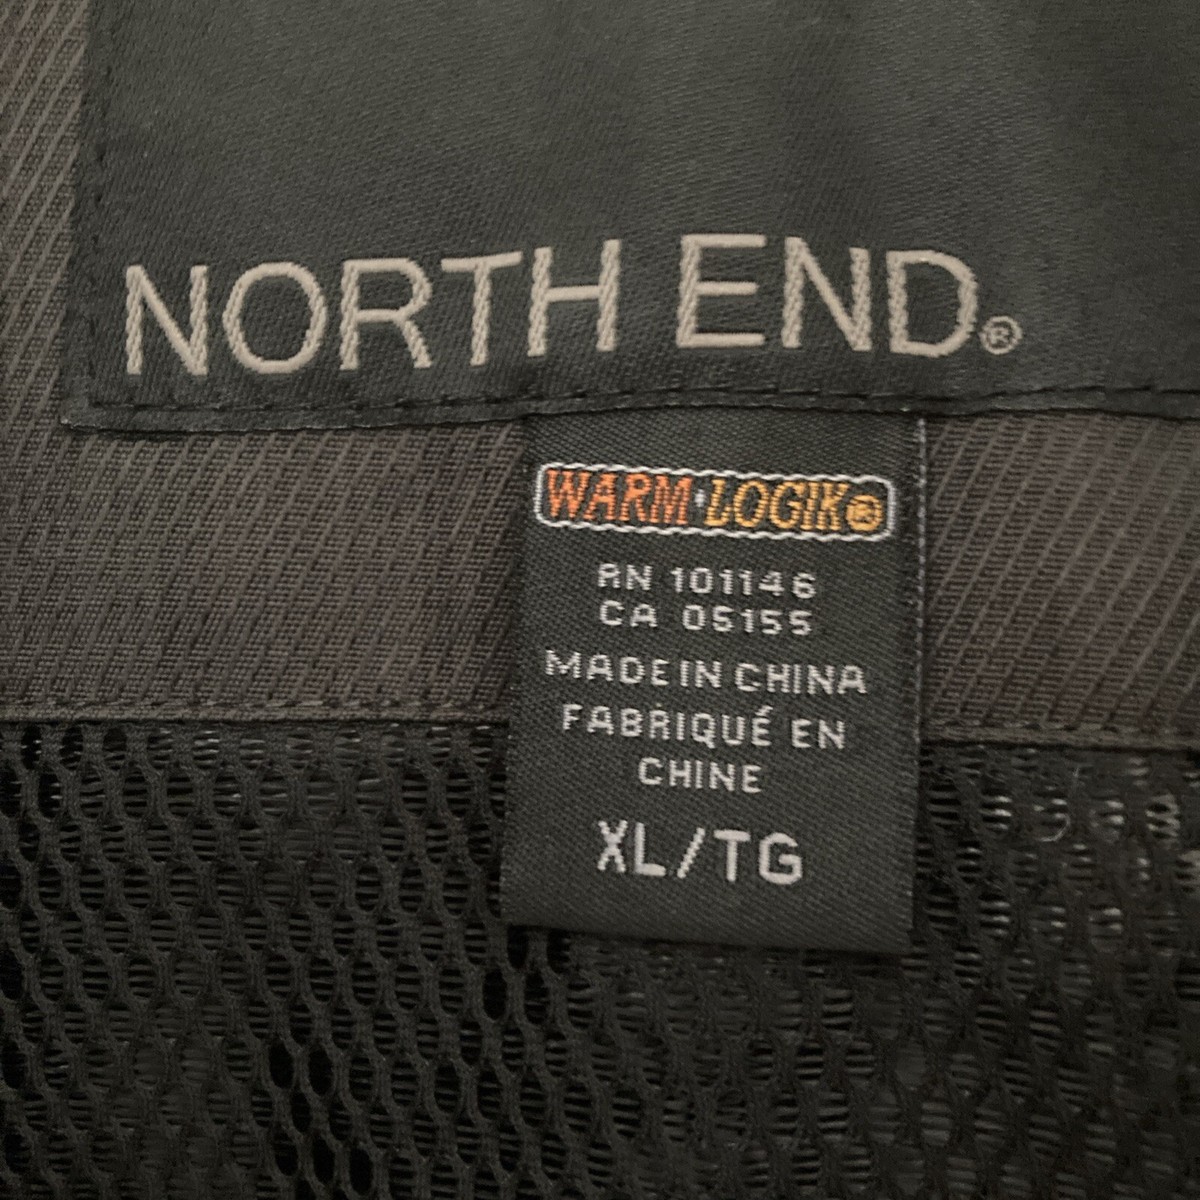 NORTH END®
WARM·LOGIK®
RN 101146
CA 05155
MADE IN CHINA
FABRIQUÉ EN
CHINE
XL/TG